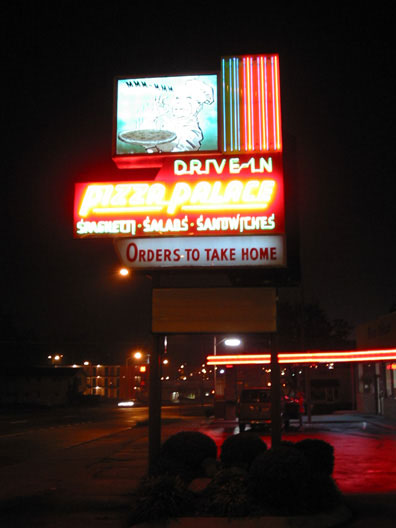 DRIVE-IN
PIZZA PALACE
SPAGHETTI · SALADS · SANDWICHES
ORDERS TO TAKE HOME